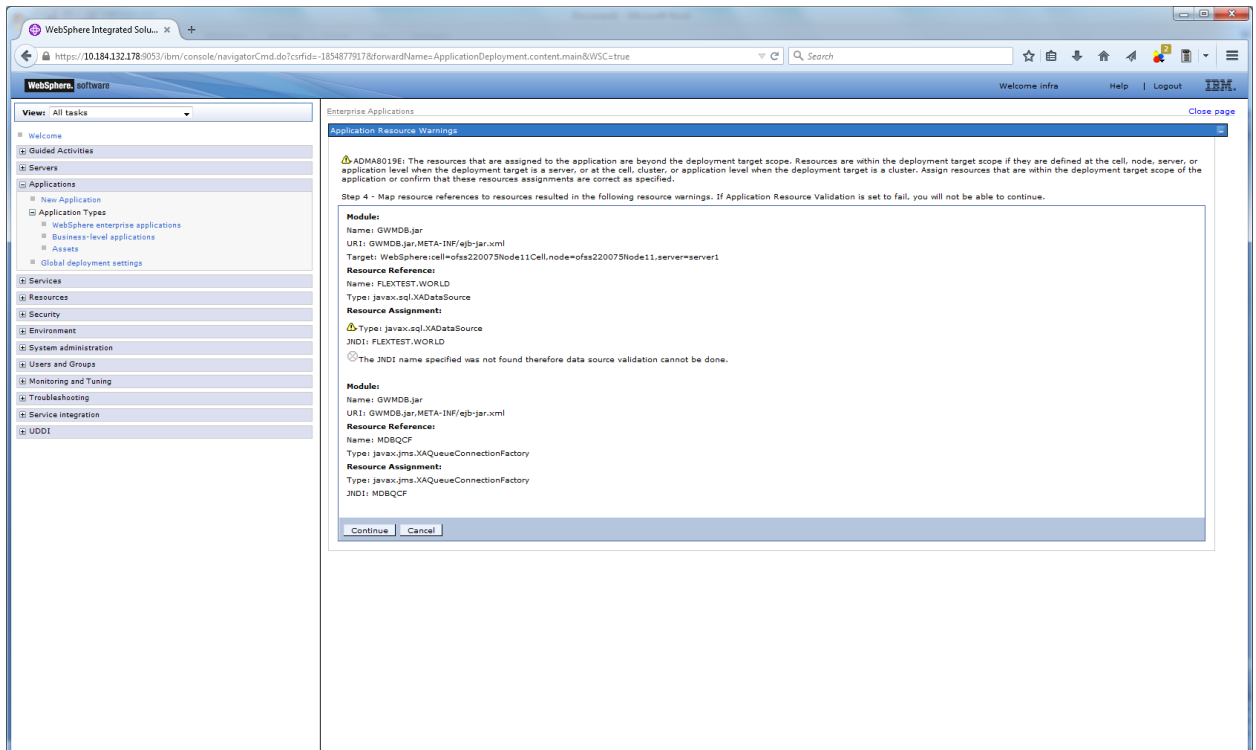 WebSphere Integrated Solu... × +
https://10.184.132.178:9053/ibm/console/navigatorCmd.do?csrfid=-1854877917&forwardName=ApplicationDeployment.content.main&WSC=true
Search
2
WebSphere. software
Welcome infra Help | Logout IBM.
View: All tasks
Welcome
Guided Activities
Servers
Applications
New Application
Application Types
WebSphere enterprise applications
Business-level applications
Assets
Global deployment settings
Services
Resources
Security
Environment
System administration
Users and Groups
Monitoring and Tuning
Troubleshooting
Service integration
UDDI
Enterprise Applications Close page
Application Resource Warnings
ADMA8019E: The resources that are assigned to the application are beyond the deployment target scope. Resources are within the deployment target scope if they are defined at the cell, node, server, or
application level when the deployment target is a server, or at the cell, cluster, or application level when the deployment target is a cluster. Assign resources that are within the deployment target scope of the
application or confirm that these resources assignments are correct as specified.
Step 4 - Map resource references to resources resulted in the following resource warnings. If Application Resource Validation is set to fail, you will not be able to continue.
Module:
Name: GWMDB.jar
URI: GWMDB.jar,META-INF/ejb-jar.xml
Target: WebSphere:cell=ofss220075Node11Cell,node=ofss220075Node11,server=server1
Resource Reference:
Name: FLEXTEST.WORLD
Type: javax.sql.XADataSource
Resource Assignment:
Type: javax.sql.XADataSource
JNDI: FLEXTEST.WORLD
The JNDI name specified was not found therefore data source validation cannot be done.
Module:
Name: GWMDB.jar
URI: GWMDB.jar,META-INF/ejb-jar.xml
Resource Reference:
Name: MDBQCF
Type: javax.jms.XAQueueConnectionFactory
Resource Assignment:
Type: javax.jms.XAQueueConnectionFactory
JNDI: MDBQCF
Continue Cancel